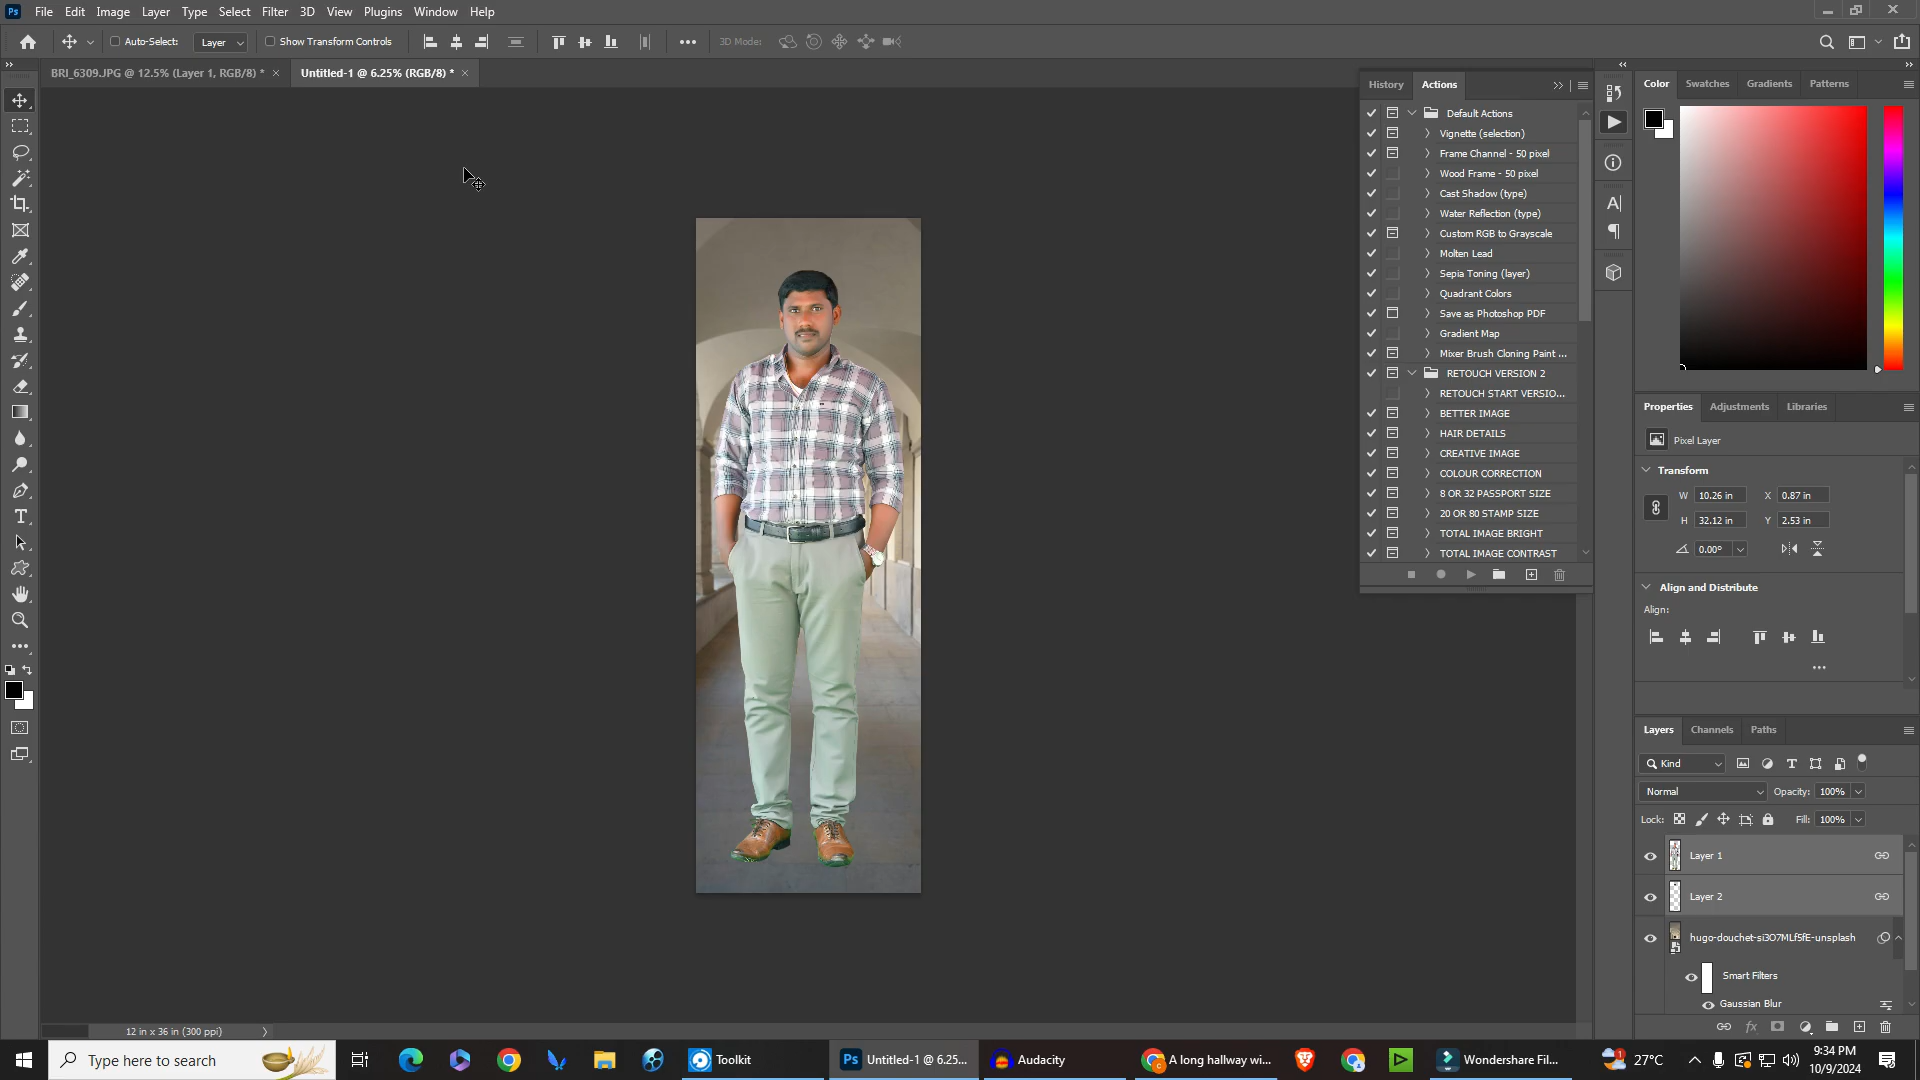 File Edit Image Layer Type Select Filter 3D View Plugins Window Help
Auto-Select: Layer Show Transform Controls 3D Mode:
BRI_6309.JPG @ 12.5% (Layer 1, RGB/8) * × Untitled-1 @ 6.25% (RGB/8) * ×
History Actions
Default Actions
Vignette (selection)
Frame Channel - 50 pixel
Wood Frame - 50 pixel
Cast Shadow (type)
Water Reflection (type)
Custom RGB to Grayscale
Molten Lead
Sepia Toning (layer)
Quadrant Colors
Save as Photoshop PDF
Gradient Map
Mixer Brush Cloning Paint ...
RETOUCH VERSION 2
RETOUCH START VERSIO...
BETTER IMAGE
HAIR DETAILS
CREATIVE IMAGE
COLOUR CORRECTION
8 OR 32 PASSPORT SIZE
20 OR 80 STAMP SIZE
TOTAL IMAGE BRIGHT
TOTAL IMAGE CONTRAST
Color Swatches Gradients Patterns
Properties Adjustments Libraries
Pixel Layer
Transform
W 10.26 in X 0.87 in
H 32.12 in Y 2.53 in
0.00°
Align and Distribute
Align:
Layers Channels Paths
Kind
Normal Opacity: 100%
Lock: Fill: 100%
Layer 1
Layer 2
hugo-douchet-si3O7MLf5fE-unsplash
Smart Filters
Gaussian Blur
12 in x 36 in (300 ppi)
Type here to search Toolkit Untitled-1 @ 6.25... Audacity A long hallway wi... Wondershare Fil... 27°C 9:34 PM
10/9/2024